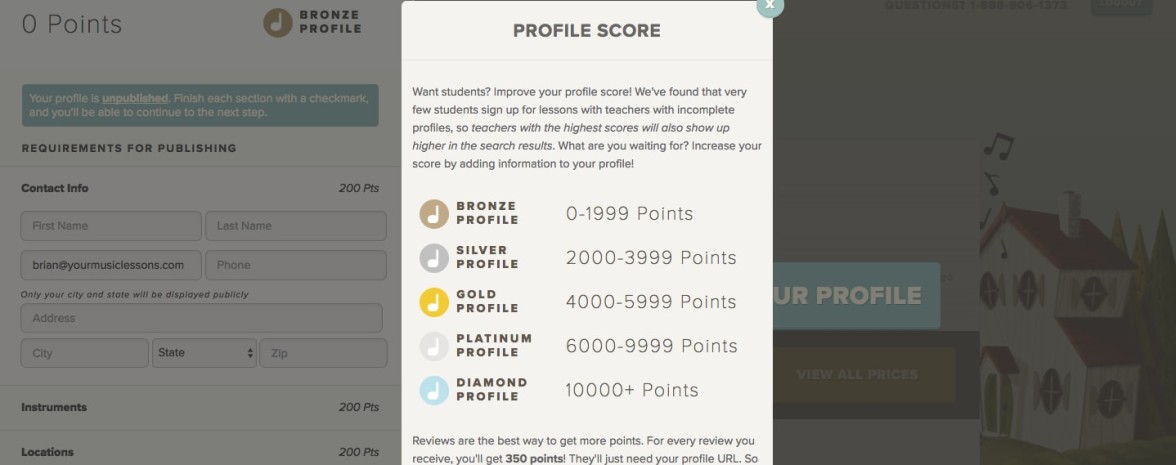 0 Points
BRONZE
PROFILE
Your profile is unpublished. Finish each section with a checkmark,
and you'll be able to continue to the next step.
REQUIREMENTS FOR PUBLISHING
Contact Info 200 Pts
First Name Last Name
brian@yourmusiclessons.com Phone
Only your city and state will be displayed publicly
Address
City State Zip
Instruments 200 Pts
Locations 200 Pts
X
PROFILE SCORE
Want students? Improve your profile score! We've found that very
few students sign up for lessons with teachers with incomplete
profiles, so teachers with the highest scores will also show up
higher in the search results. What are you waiting for? Increase your
score by adding information to your profile!
BRONZE
PROFILE
0-1999 Points
SILVER
PROFILE
2000-3999 Points
GOLD
PROFILE
4000-5999 Points
PLATINUM
PROFILE
6000-9999 Points
DIAMOND
PROFILE
10000+ Points
Reviews are the best way to get more points. For every review you
receive, you'll get 350 points! They'll just need your profile URL. So
LOGOUT
UR PROFILE
VIEW ALL PRICES